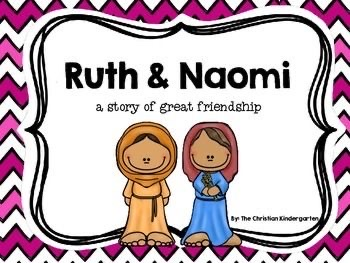 Ruth & Naomi
a story of great friendship
By: The Christian Kindergarten